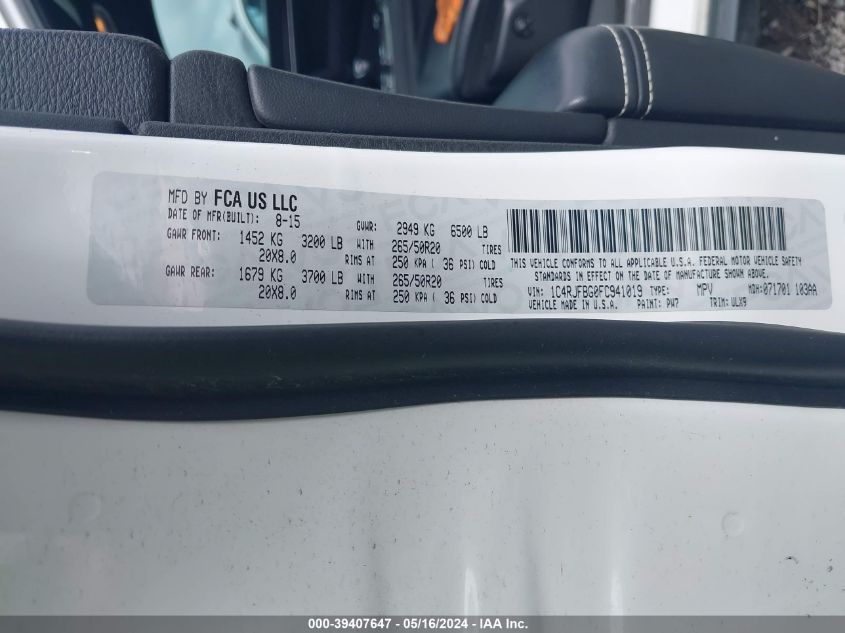 MFD BY FCA US LLC
DATE OF MFR(BUILT): 8-15 GVWR: 2949 KG 6500 LB
GAWR FRONT: 1452 KG 3200 LB WITH 265/50R20 TIRES
20X8.0 RIMS AT 250 KPA ( 36 PSI) COLD
GAWR REAR: 1679 KG 3700 LB WITH 265/50R20 TIRES
20X8.0 RIMS AT 250 KPA ( 36 PSI) COLD
THIS VEHICLE CONFORMS TO ALL APPLICABLE U.S.A. FEDERAL MOTOR VEHICLE SAFETY
STANDARDS IN EFFECT ON THE DATE OF MANUFACTURE SHOWN ABOVE.
VIN: 1C4RJFBG0FC941019 TYPE: MPV MDH:071701 103AA
VEHICLE MADE IN U.S.A. PAINT: PW7 TRIM: ULX9
000-39407647 - 05/16/2024 - IAA Inc.